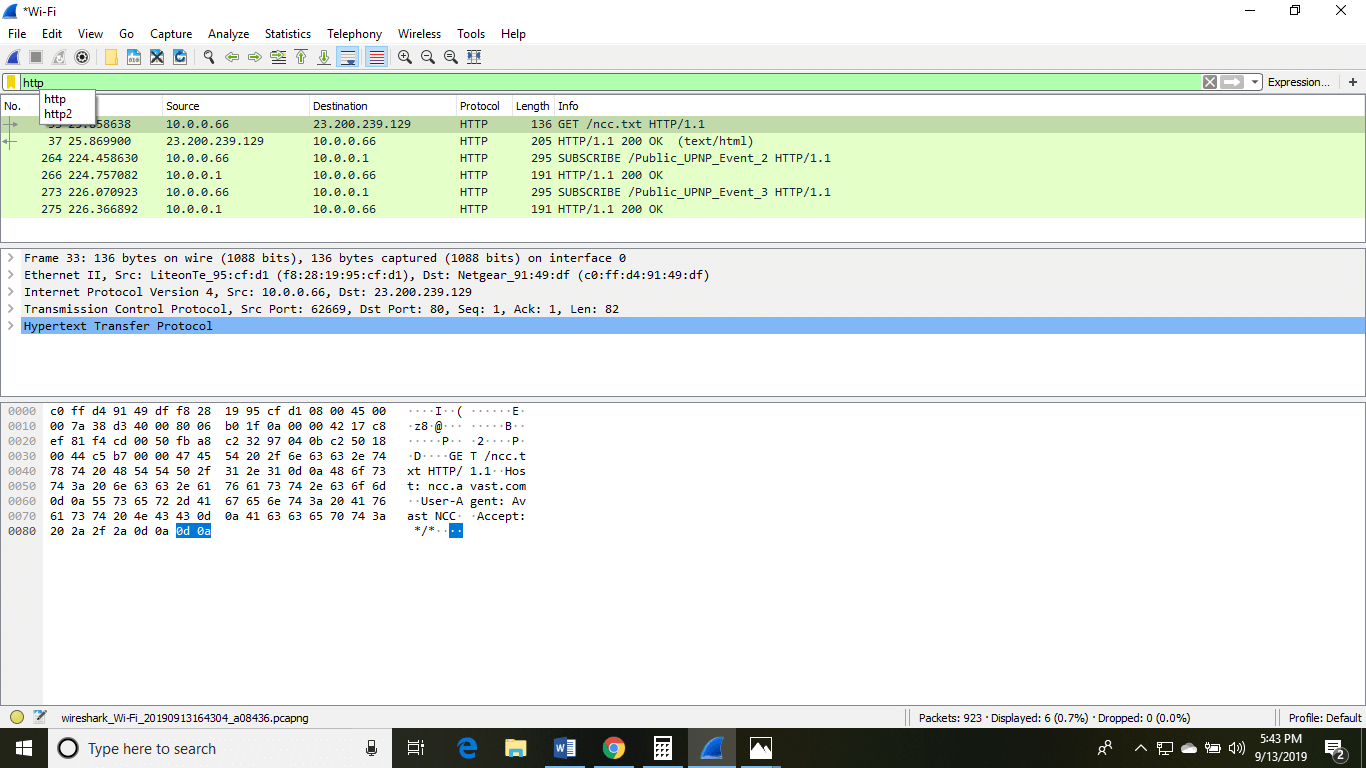 *Wi-Fi
File Edit View Go Capture Analyze Statistics Telephony Wireless Tools Help
http
Expression... +
http
http2
No. Source Destination Protocol Length Info
10.0.0.66 23.200.239.129 HTTP 136 GET /ncc.txt HTTP/1.1
37 25.869900 23.200.239.129 10.0.0.66 HTTP 205 HTTP/1.1 200 OK (text/html)
264 224.458630 10.0.0.66 10.0.0.1 HTTP 295 SUBSCRIBE /Public_UPNP_Event_2 HTTP/1.1
266 224.757082 10.0.0.1 10.0.0.66 HTTP 191 HTTP/1.1 200 OK
273 226.070923 10.0.0.66 10.0.0.1 HTTP 295 SUBSCRIBE /Public_UPNP_Event_3 HTTP/1.1
275 226.366892 10.0.0.1 10.0.0.66 HTTP 191 HTTP/1.1 200 OK
Frame 33: 136 bytes on wire (1088 bits), 136 bytes captured (1088 bits) on interface 0
Ethernet II, Src: LiteonTe_95:cf:d1 (f8:28:19:95:cf:d1), Dst: Netgear_91:49:df (c0:ff:d4:91:49:df)
Internet Protocol Version 4, Src: 10.0.0.66, Dst: 23.200.239.129
Transmission Control Protocol, Src Port: 62669, Dst Port: 80, Seq: 1, Ack: 1, Len: 82
Hypertext Transfer Protocol
0000 c0 ff d4 91 49 df f8 28 19 95 cf d1 08 00 45 00 ····I··( ······E·
0010 00 7a 38 d3 40 00 80 06 b0 1f 0a 00 00 42 17 c8 ·z8·@··· ·····B··
0020 ef 81 f4 cd 00 50 fb a8 c2 32 97 04 0b c2 50 18 ·····P·· ·2····P·
0030 00 44 c5 b7 00 00 47 45 54 20 2f 6e 63 63 2e 74 ·D····GE T /ncc.t
0040 78 74 20 48 54 54 50 2f 31 2e 31 0d 0a 48 6f 73 xt HTTP/ 1.1··Hos
0050 74 3a 20 6e 63 63 2e 61 76 61 73 74 2e 63 6f 6d t: ncc.a vast.com
0060 0d 0a 55 73 65 72 2d 41 67 65 6e 74 3a 20 41 76 ··User-A gent: Av
0070 61 73 74 20 4e 43 43 0d 0a 41 63 63 65 70 74 3a ast NCC· ·Accept:
0080 20 2a 2f 2a 0d 0a 0d 0a */*····
wireshark_Wi-Fi_20190913164304_a08436.pcapng Packets: 923 · Displayed: 6 (0.7%) · Dropped: 0 (0.0%) Profile: Default
Type here to search
5:43 PM
9/13/2019
2